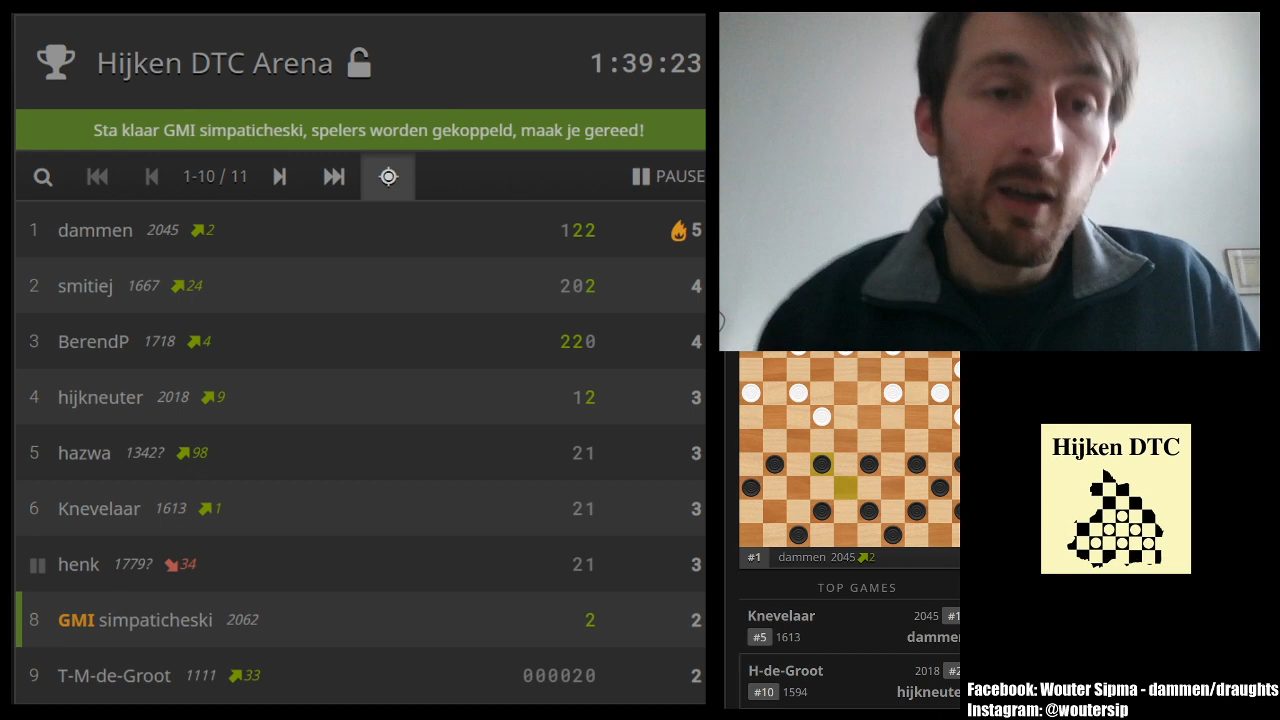 Hijken DTC Arena
1:39:23
Sta klaar GMI simpaticheski, spelers worden gekoppeld, maak je gereed!
1-10 / 11
PAUSE
1 dammen 2045 2 122 5
2 smitiej 1667 24 202 4
3 BerendP 1718 4 220 4
4 hijkneuter 2018 9 12 3
5 hazwa 1342? 98 21 3
6 Knevelaar 1613 1 21 3
henk 1779? 34 21 3
8 GMI simpaticheski 2062 2 2
9 T-M-de-Groot 1111 33 000020 2
#1 dammen 2045 2
TOP GAMES
Knevelaar 2045 #1
#5 1613 dammen
H-de-Groot 2018 #2
#10 1594 hijkneute
Hijken DTC
Facebook: Wouter Sipma - dammen/draughts
Instagram: @woutersip